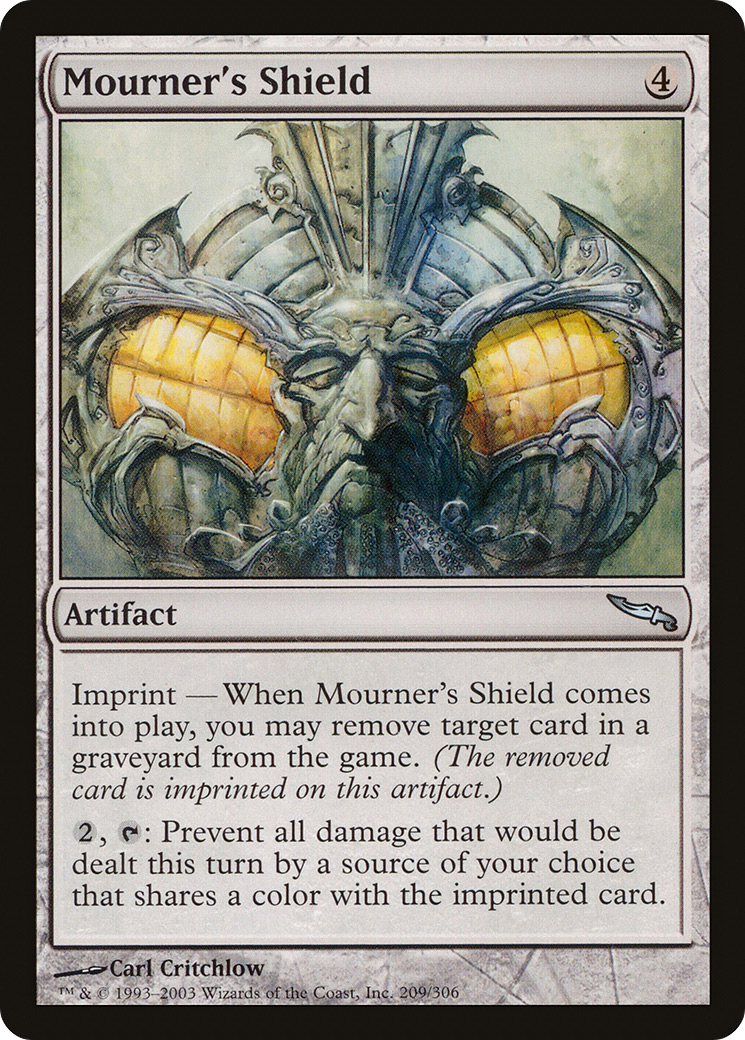 Mourner's Shield 4
Artifact
Imprint — When Mourner's Shield comes
into play, you may remove target card in a
graveyard from the game. (The removed
card is imprinted on this artifact.)
2, : Prevent all damage that would be
dealt this turn by a source of your choice
that shares a color with the imprinted card.
Carl Critchlow
™ & © 1993–2003 Wizards of the Coast, Inc. 209/306